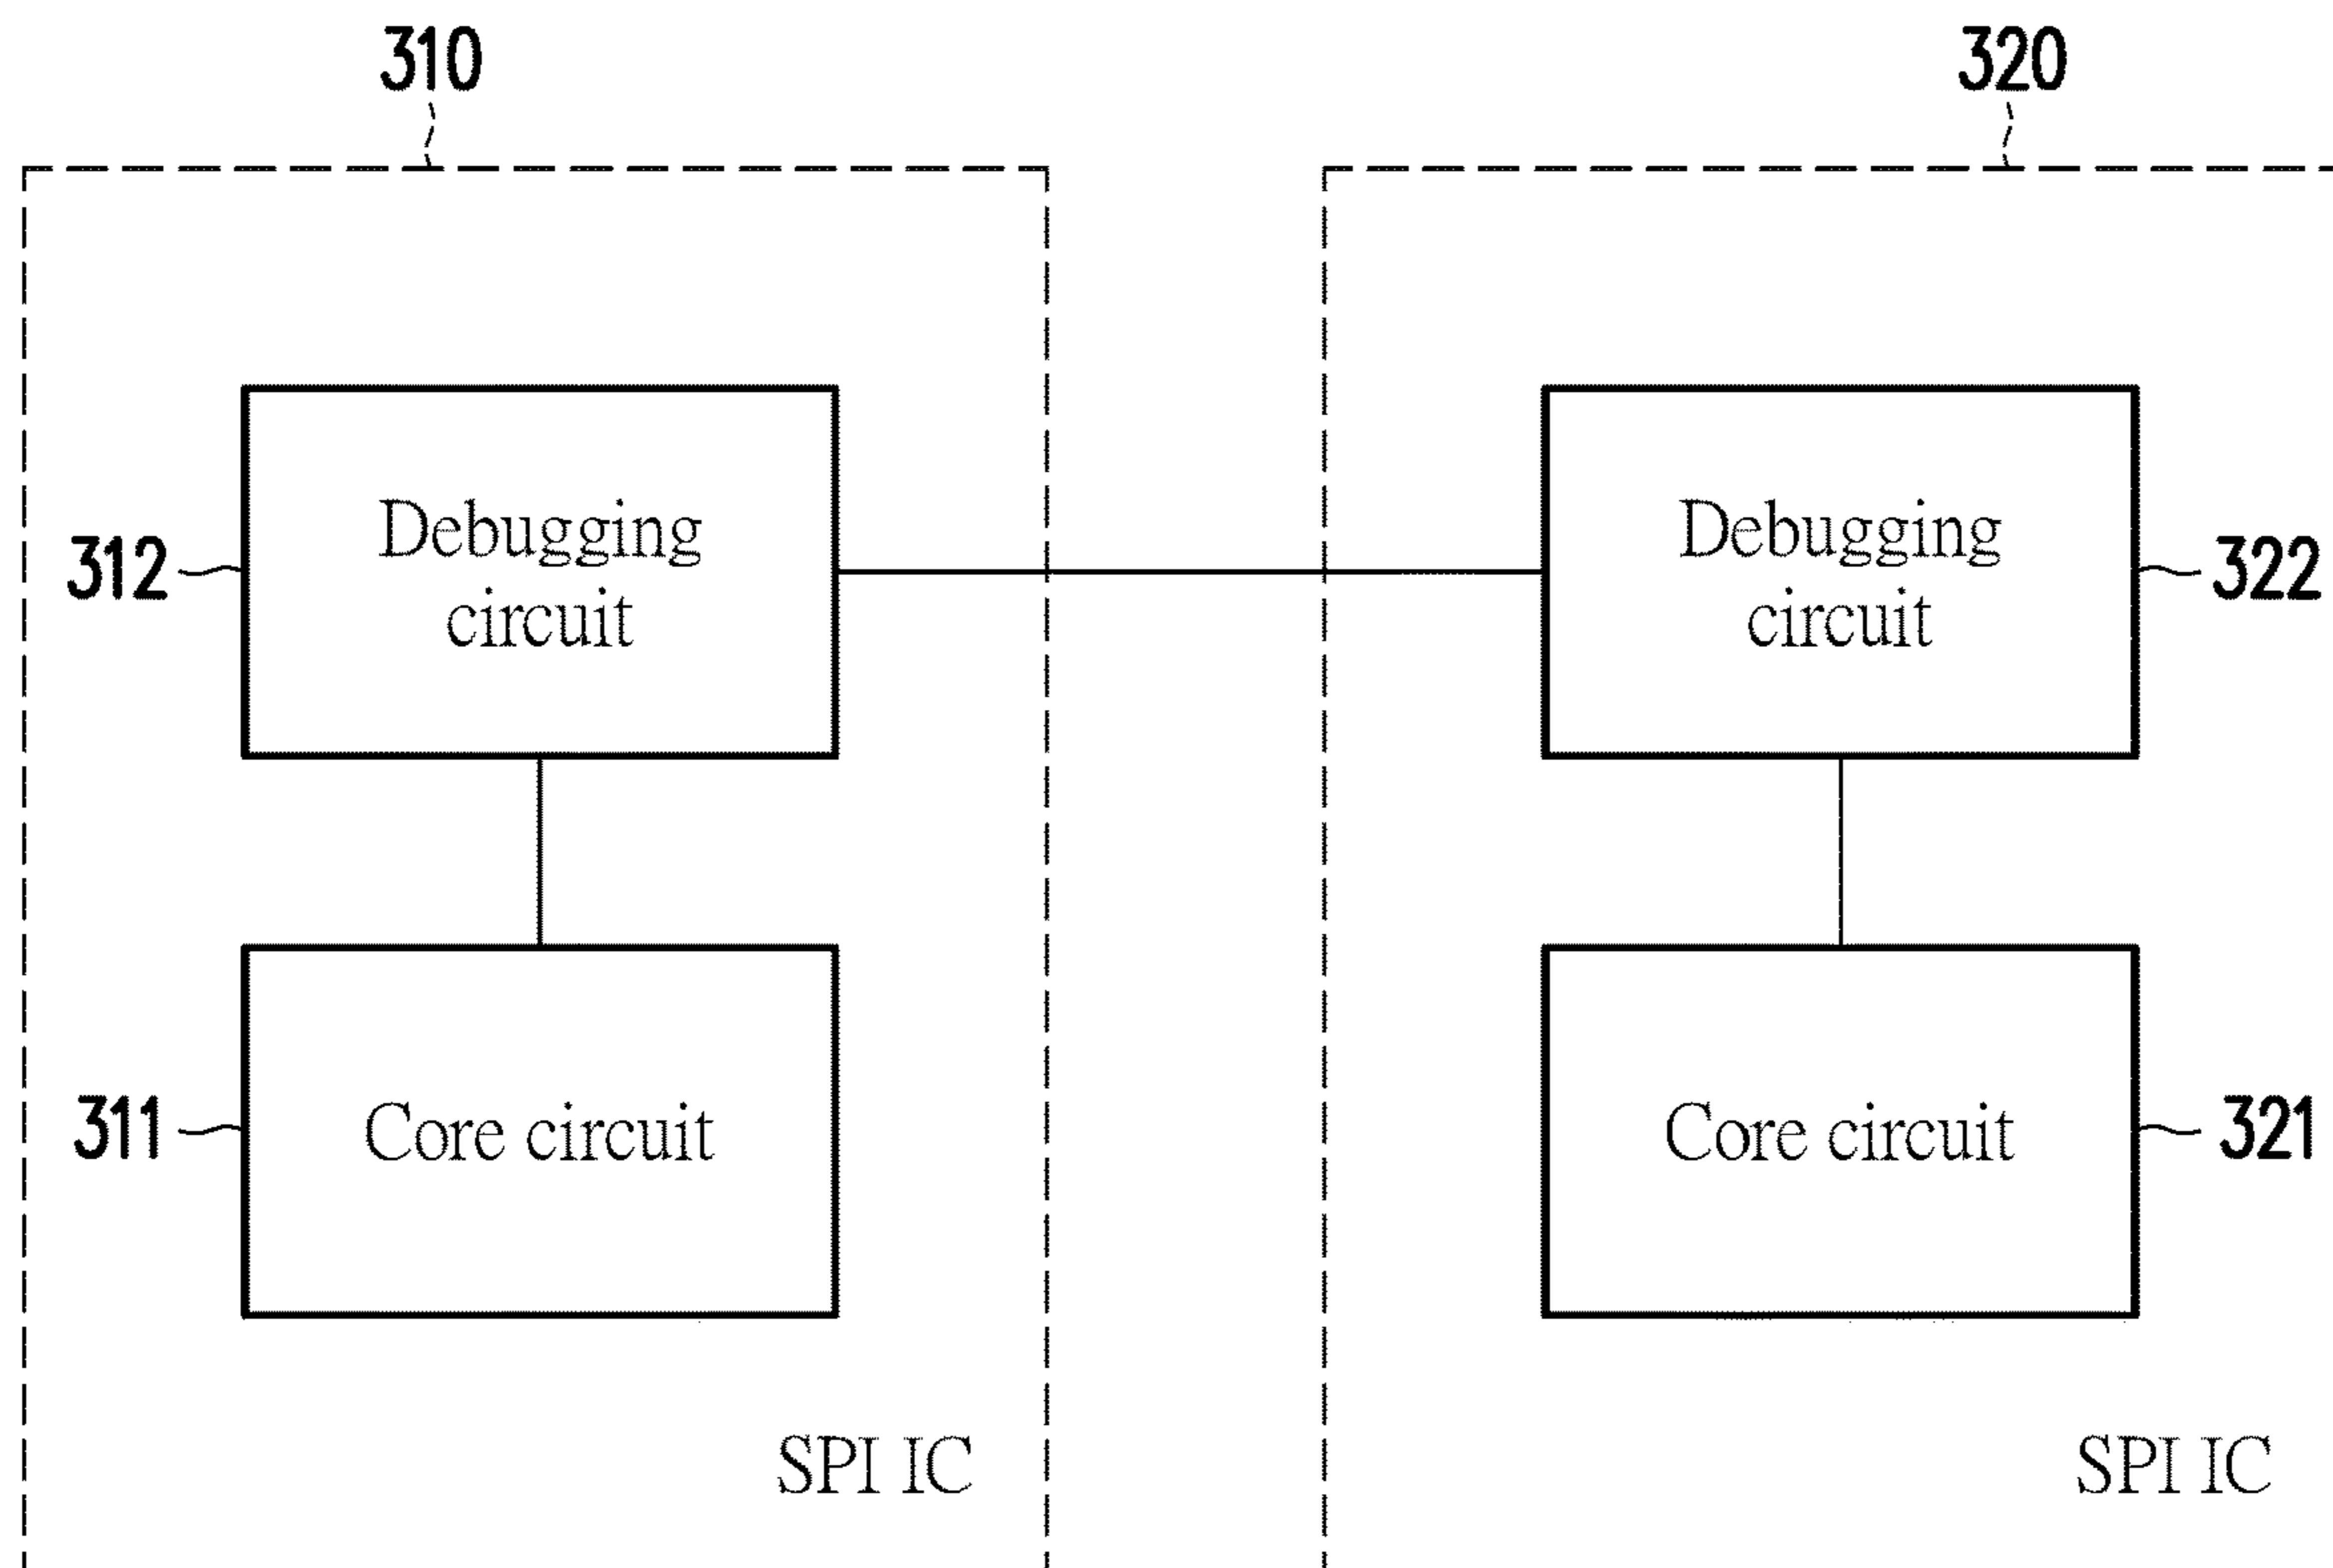 310
320
Debugging
circuit
312
Debugging
circuit
322
Core circuit
311
Core circuit
321
SPI IC
SPI IC